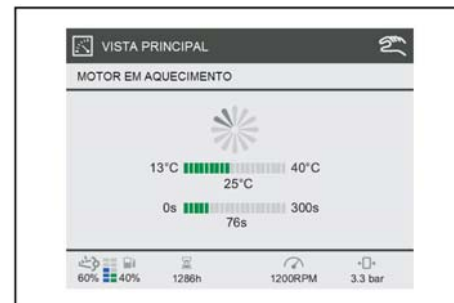 VISTA PRINCIPAL
MOTOR EM AQUECIMENTO
13°C 40°C
25°C
0s 300s
76s
60% 40% 1286h 1200RPM 3.3 bar